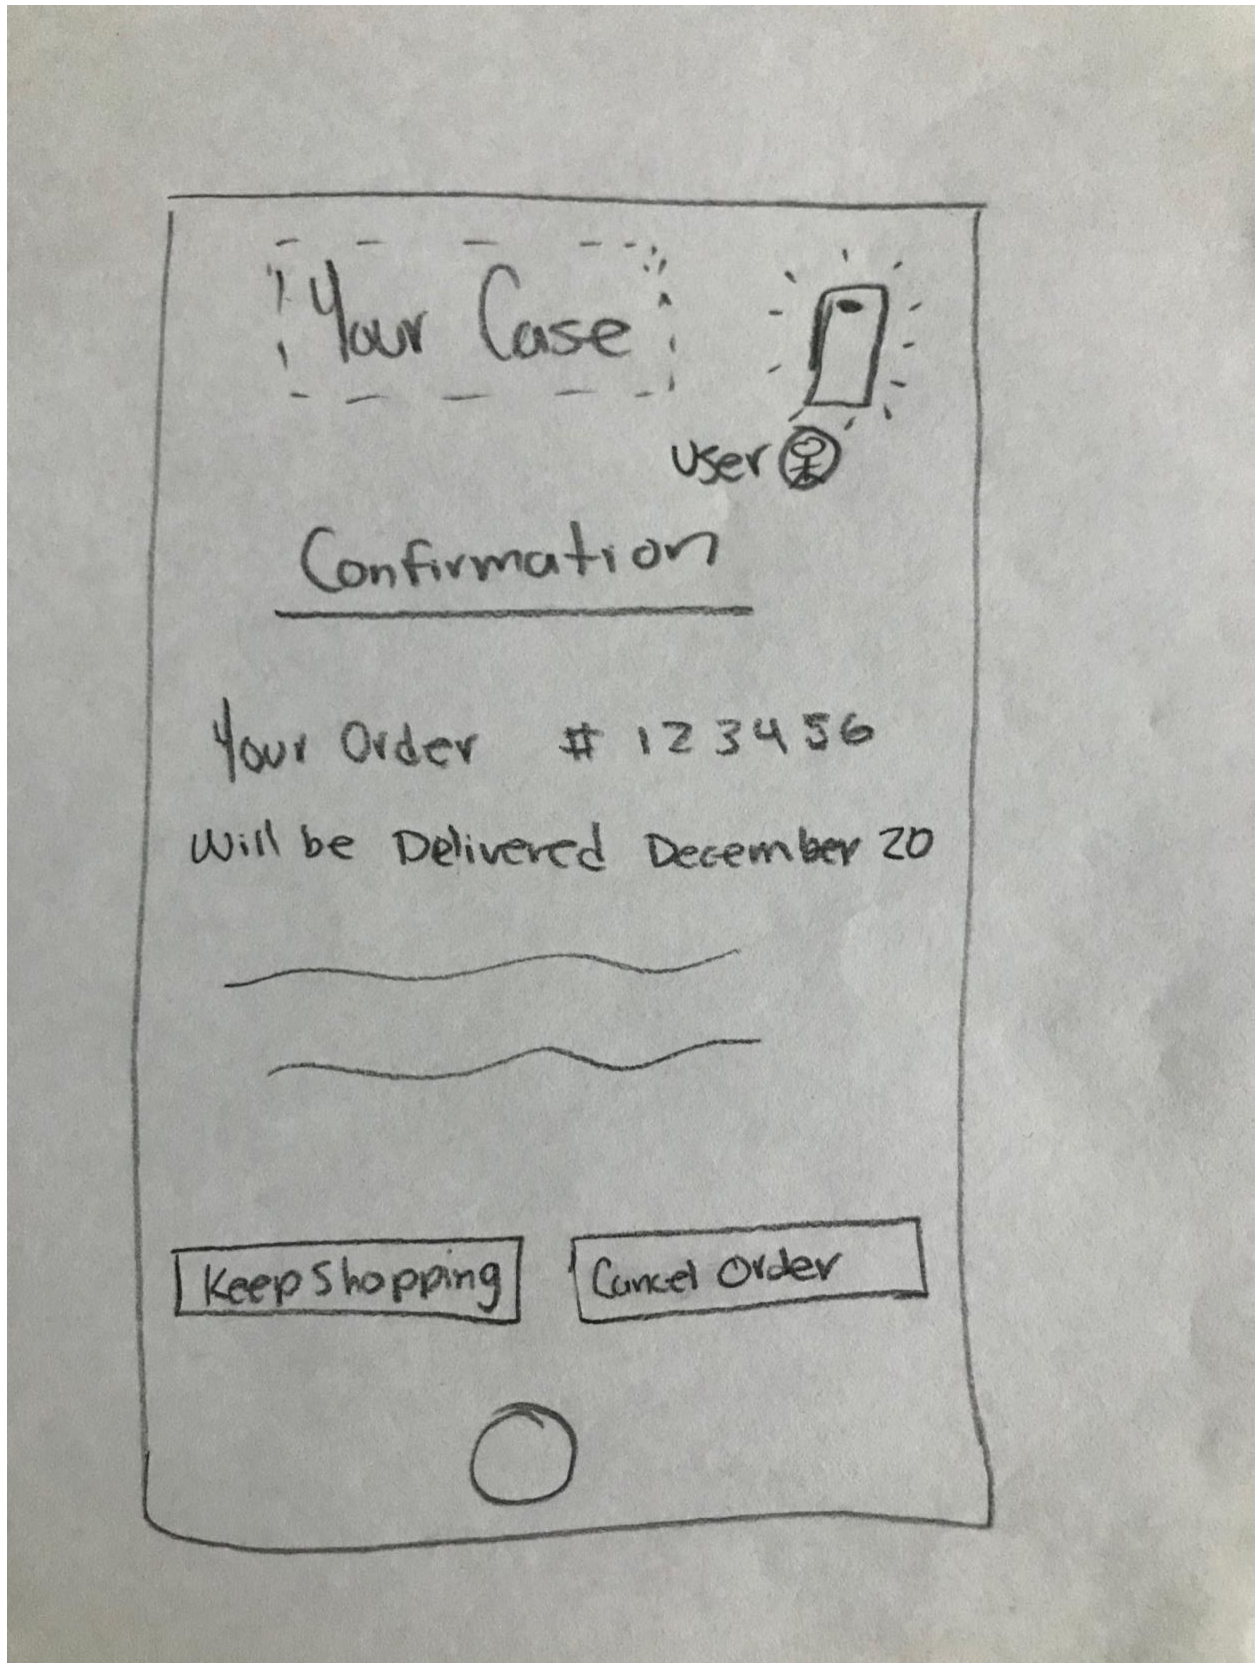 Your Case
User
Confirmation
Your Order # 123456
Will be Delivered December 20
Keep Shopping
Cancel Order